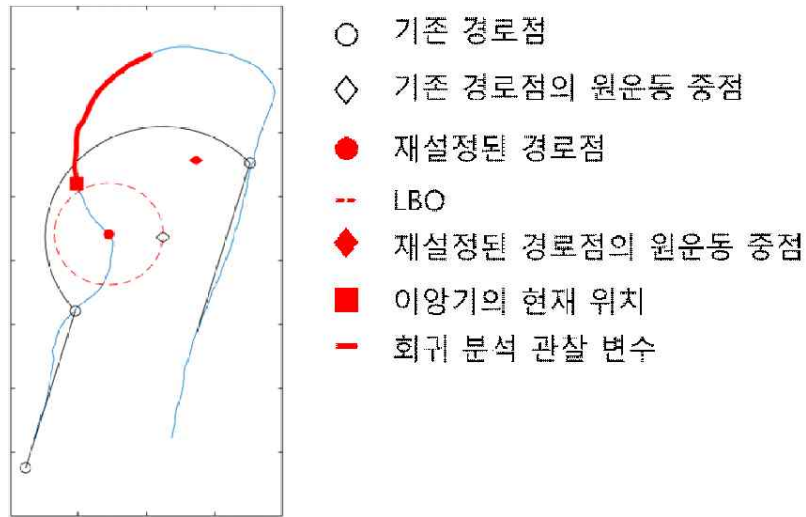 기존 경로점
기존 경로점의 원운동 중점
재설정된 경로점
LBO
재설정된 경로점의 원운동 중점
이앙기의 현재 위치
회귀 분석 관찰 변수